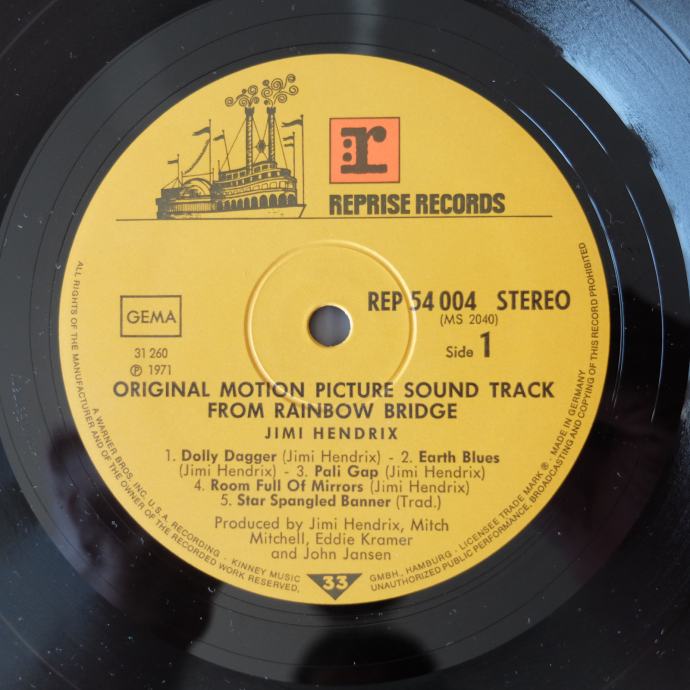 :r
REPRISE RECORDS
REP 54 004 STEREO
(MS 2040)
GEMA
Side 1
31 260
℗ 1971
ORIGINAL MOTION PICTURE SOUND TRACK
FROM RAINBOW BRIDGE
JIMI HENDRIX
1. Dolly Dagger (Jimi Hendrix) - 2. Earth Blues
(Jimi Hendrix) - 3. Pali Gap (Jimi Hendrix)
4. Room Full Of Mirrors (Jimi Hendrix)
5. Star Spangled Banner (Trad.)
Produced by Jimi Hendrix, Mitch
Mitchell, Eddie Kramer
and John Jansen
33
ALL RIGHTS OF THE MANUFACTURER AND OF THE OWNER OF THE RECORDED WORK RESERVED, UNAUTHORIZED PUBLIC PERFORMANCE, BROADCASTING AND COPYING OF THIS RECORD PROHIBITED
A WARNER BROS. INC. U.S.A. RECORDING - KINNEY MUSIC GMBH., HAMBURG - LICENSEE TRADE MARK ® - MADE IN GERMANY